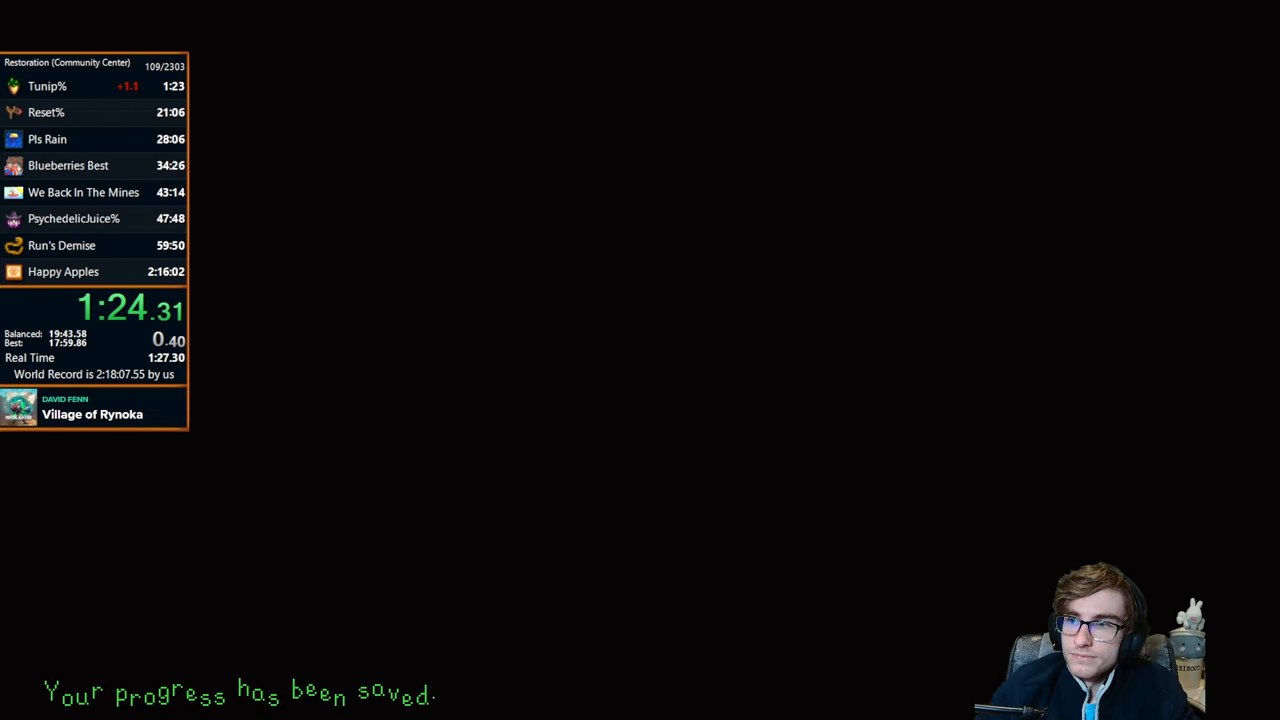 Restoration (Community Center) 109/2303
Tunip% +1.1 1:23
Reset% 21:06
Pls Rain 28:06
Blueberries Best 34:26
We Back In The Mines 43:14
PsychedelicJuice% 47:48
Run's Demise 59:50
Happy Apples 2:16:02
1:24.31
Balanced: 19:43.58
Best: 17:59.86 0.40
Real Time 1:27.30
World Record is 2:18:07.55 by us
DAVID FENN
Village of Rynoka
Your progress has been saved.